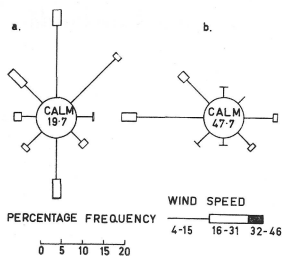 a.
b.
CALM
19·7
CALM
47·7
WIND SPEED
PERCENTAGE FREQUENCY
4-15 16-31 32-46
0 5 10 15 20